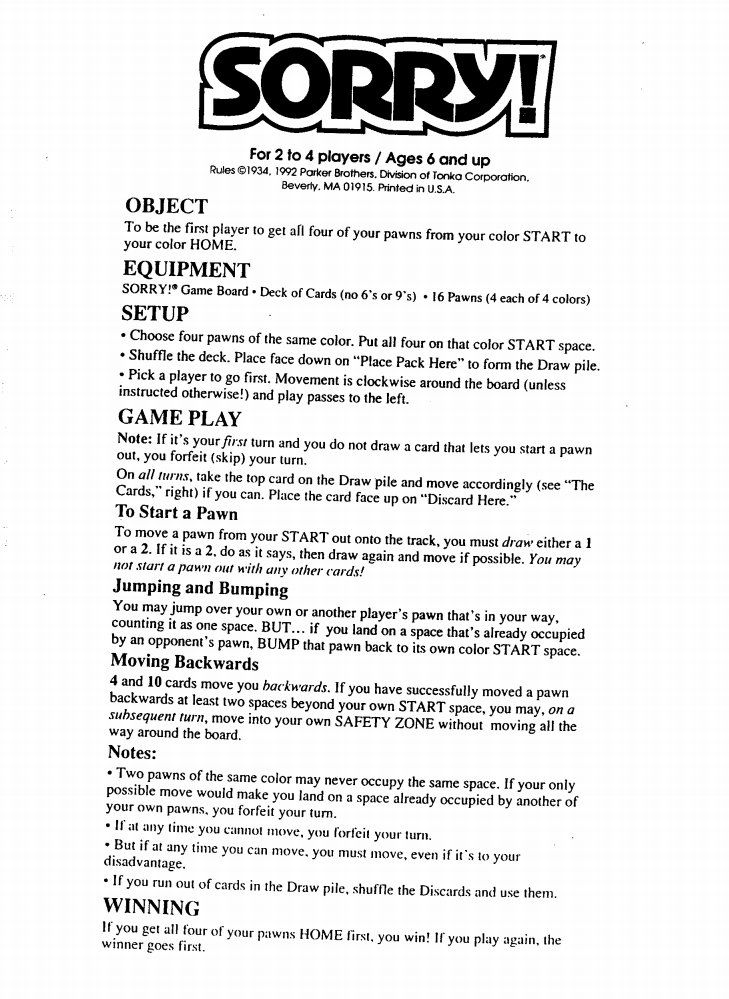 SORRY!®
For 2 to 4 players / Ages 6 and up
Rules ©1934, 1992 Parker Brothers, Division of Tonka Corporation,
Beverly, MA 01915. Printed in U.S.A.
OBJECT
To be the first player to get all four of your pawns from your color START to
your color HOME.
EQUIPMENT
SORRY!® Game Board • Deck of Cards (no 6's or 9's) • 16 Pawns (4 each of 4 colors)
SETUP
• Choose four pawns of the same color. Put all four on that color START space.
• Shuffle the deck. Place face down on “Place Pack Here” to form the Draw pile.
• Pick a player to go first. Movement is clockwise around the board (unless
instructed otherwise!) and play passes to the left.
GAME PLAY
Note: If it's your first turn and you do not draw a card that lets you start a pawn
out, you forfeit (skip) your turn.
On all turns, take the top card on the Draw pile and move accordingly (see “The
Cards,” right) if you can. Place the card face up on “Discard Here.”
To Start a Pawn
To move a pawn from your START out onto the track, you must draw either a 1
or a 2. If it is a 2, do as it says, then draw again and move if possible. You may
not start a pawn out with any other cards!
Jumping and Bumping
You may jump over your own or another player's pawn that's in your way,
counting it as one space. BUT... if you land on a space that's already occupied
by an opponent's pawn, BUMP that pawn back to its own color START space.
Moving Backwards
4 and 10 cards move you backwards. If you have successfully moved a pawn
backwards at least two spaces beyond your own START space, you may, on a
subsequent turn, move into your own SAFETY ZONE without moving all the
way around the board.
Notes:
• Two pawns of the same color may never occupy the same space. If your only
possible move would make you land on a space already occupied by another of
your own pawns, you forfeit your turn.
• If at any time you cannot move, you forfeit your turn.
• But if at any time you can move, you must move, even if it's to your
disadvantage.
• If you run out of cards in the Draw pile, shuffle the Discards and use them.
WINNING
If you get all four of your pawns HOME first, you win! If you play again, the
winner goes first.